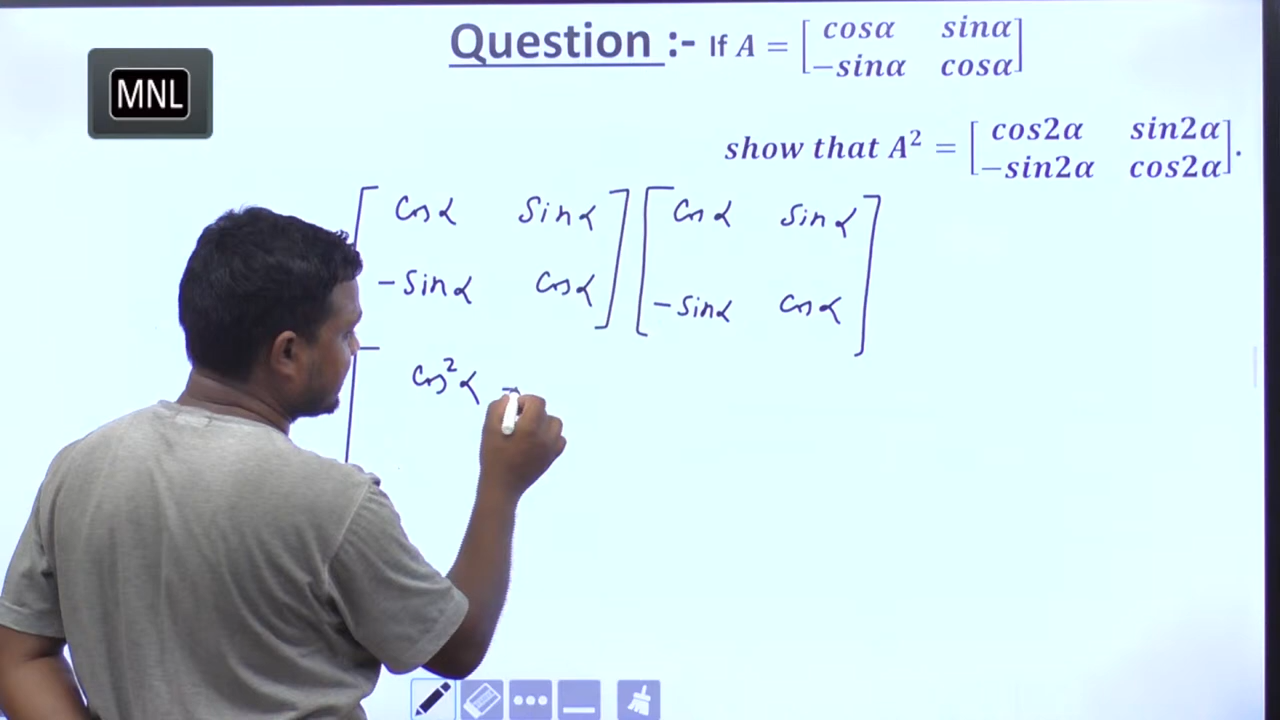 MNL
Question :- If A = [cosα sinα
−sinα cosα]
show that A² = [cos2α sin2α
−sin2α cos2α].
[cosα sinα] [cosα sinα]
−sinα cosα −sinα cosα
cos²α −